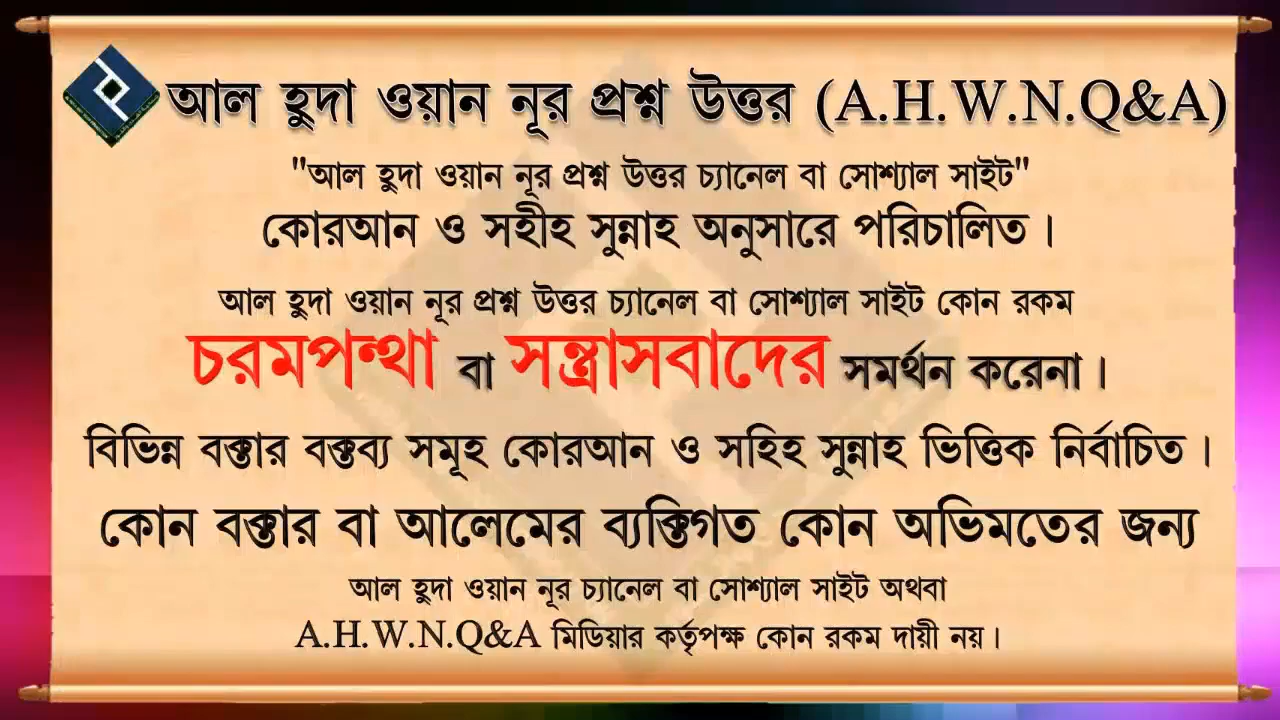 আল হুদা ওয়ান নূর প্রশ্ন উত্তর (A.H.W.N.Q&A)
"আল হুদা ওয়ান নূর প্রশ্ন উত্তর চ্যানেল বা সোশ্যাল সাইট"
কোরআন ও সহীহ সুন্নাহ অনুসারে পরিচালিত।
আল হুদা ওয়ান নূর প্রশ্ন উত্তর চ্যানেল বা সোশ্যাল সাইট কোন রকম
চরমপন্থা বা সন্ত্রাসবাদের সমর্থন করেনা।
বিভিন্ন বক্তার বক্তব্য সমূহ কোরআন ও সহিহ সুন্নাহ ভিত্তিক নির্বাচিত।
কোন বক্তার বা আলেমের ব্যক্তিগত কোন অভিমতের জন্য
আল হুদা ওয়ান নূর চ্যানেল বা সোশ্যাল সাইট অথবা
A.H.W.N.Q&A মিডিয়ার কর্তৃপক্ষ কোন রকম দায়ী নয়।